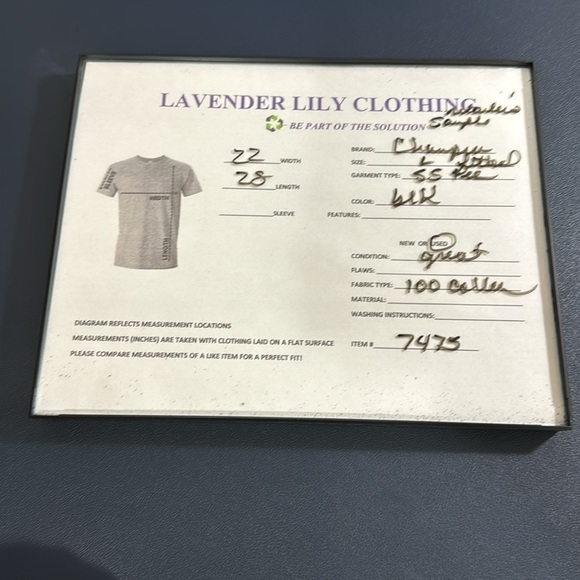 LAVENDER LILY CLOTHING
BE PART OF THE SOLUTION
Sample
22 WIDTH
28 LENGTH
SLEEVE
SLEEVE
WIDTH
LENGTH
BRAND: Champion
SIZE: L fitted
GARMENT TYPE: SS Tee
COLOR: blk
FEATURES:
NEW OR USED
CONDITION: great
FLAWS:
FABRIC TYPE: 100 cotton
MATERIAL:
WASHING INSTRUCTIONS:
ITEM # 7475
DIAGRAM REFLECTS MEASUREMENT LOCATIONS
MEASUREMENTS (INCHES) ARE TAKEN WITH CLOTHING LAID ON A FLAT SURFACE
PLEASE COMPARE MEASUREMENTS OF A LIKE ITEM FOR A PERFECT FIT!